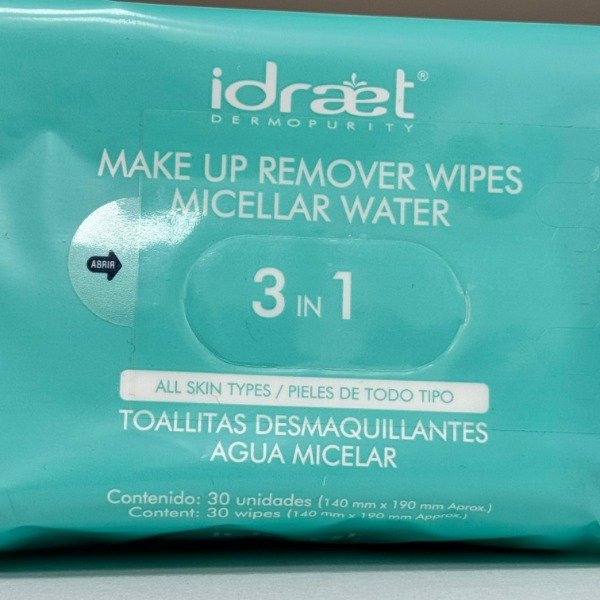 idraet®
DERMOPURITY
MAKE UP REMOVER WIPES
MICELLAR WATER
ABRIR
3 IN 1
ALL SKIN TYPES / PIELES DE TODO TIPO
TOALLITAS DESMAQUILLANTES
AGUA MICELAR
Contenido: 30 unidades (140 mm x 190 mm Aprox.)
Content: 30 wipes (140 mm x 190 mm Approx.)